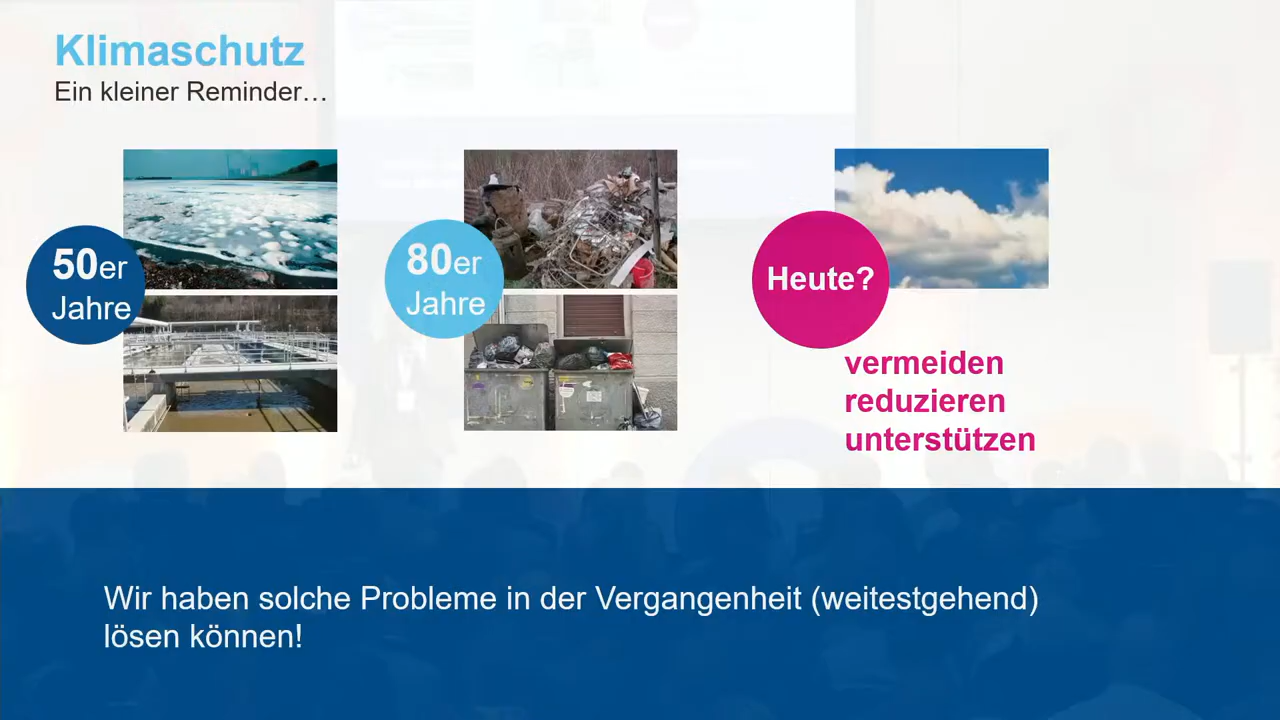 Klimaschutz
Ein kleiner Reminder…
50er
Jahre
80er
Jahre
Heute?
vermeiden
reduzieren
unterstützen
Wir haben solche Probleme in der Vergangenheit (weitestgehend)
lösen können!